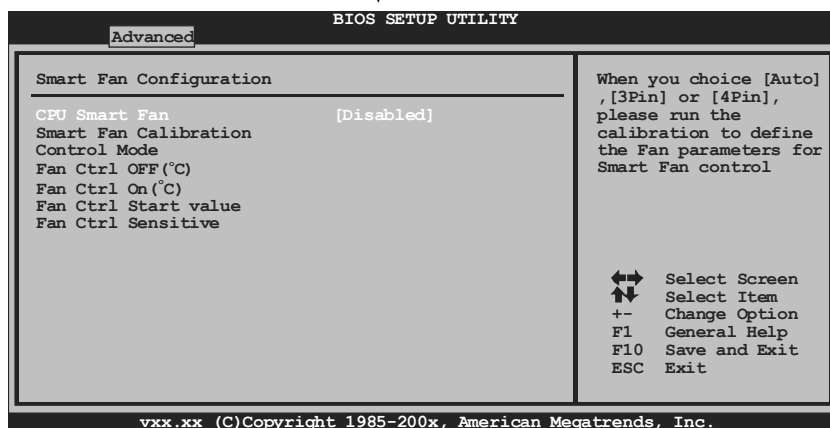 BIOS SETUP UTILITY
Advanced
Smart Fan Configuration
CPU Smart Fan [Disabled]
Smart Fan Calibration
Control Mode
Fan Ctrl OFF(°C)
Fan Ctrl On(°C)
Fan Ctrl Start value
Fan Ctrl Sensitive
When you choice [Auto]
,[3Pin] or [4Pin],
please run the
calibration to define
the Fan parameters for
Smart Fan control
Select Screen
Select Item
+- Change Option
F1 General Help
F10 Save and Exit
ESC Exit
vxx.xx (C)Copyright 1985-200x, American Megatrends, Inc.